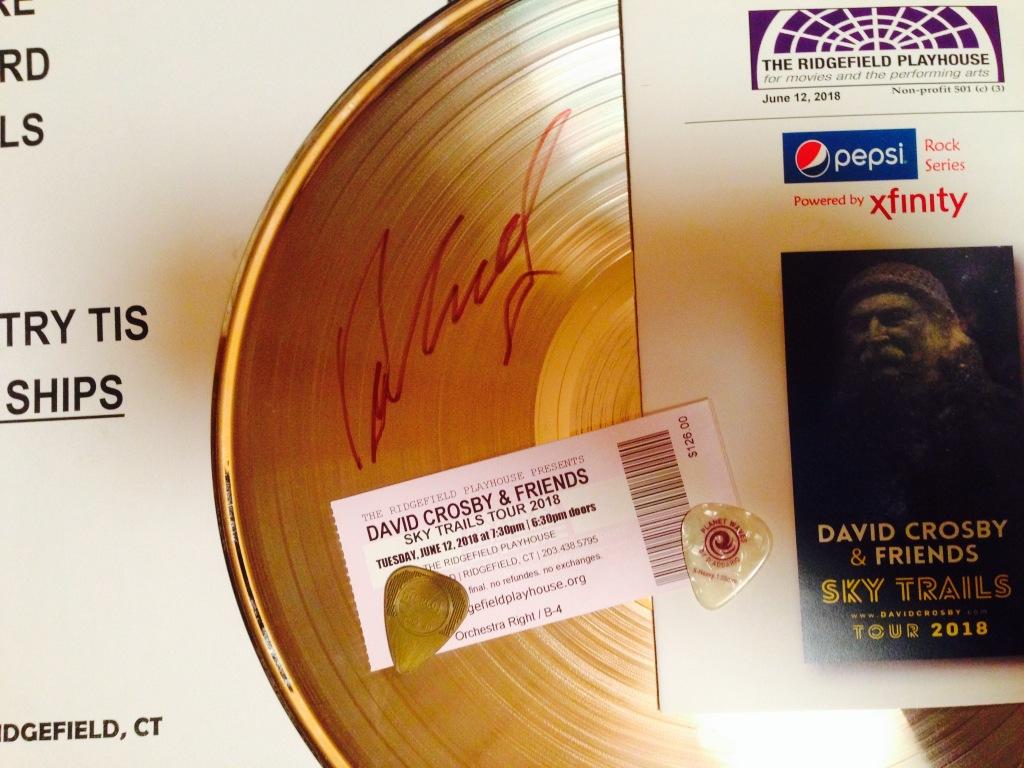 RE
RD
LS
TRY TIS
SHIPS
IDGEFIELD, CT
THE RIDGEFIELD PLAYHOUSE PRESENTS
DAVID CROSBY & FRIENDS
SKY TRAILS TOUR 2018
TUESDAY, JUNE 12, 2018 at 7:30pm | 6:30pm doors
THE RIDGEFIELD PLAYHOUSE
| RIDGEFIELD, CT | 203.438.5795
final. no refundes. no exchanges.
gefieldplayhouse.org
Orchestra Right / B-4
$126.00
PLANET WAVES
THE RIDGEFIELD PLAYHOUSE
for movies and the performing arts
June 12, 2018 Non-profit 501 (c) (3)
pepsi Rock
Series
Powered by xfinity
DAVID CROSBY
& FRIENDS
SKY TRAILS
www.DAVIDCROSBY.com
TOUR 2018